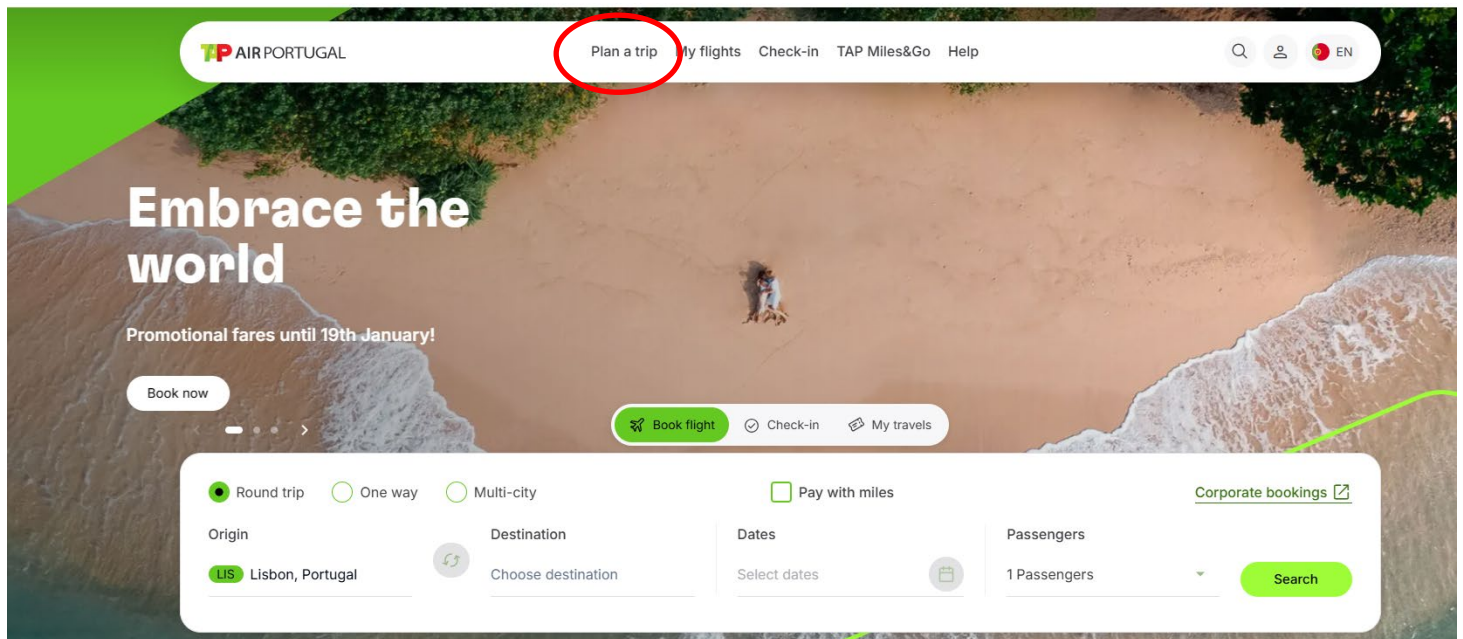 TAP AIR PORTUGAL
Plan a trip My flights Check-in TAP Miles&Go Help
EN
Embrace the
world
Promotional fares until 19th January!
Book now
Book flight Check-in My travels
Round trip One way Multi-city Pay with miles Corporate bookings
Origin Destination Dates Passengers
LIS Lisbon, Portugal Choose destination Select dates 1 Passengers Search